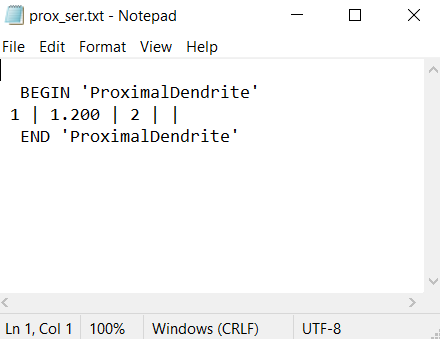 prox_ser.txt - Notepad
File Edit Format View Help
BEGIN 'ProximalDendrite'
1 | 1.200 | 2 | |
END 'ProximalDendrite'
Ln 1, Col 1 100% Windows (CRLF) UTF-8